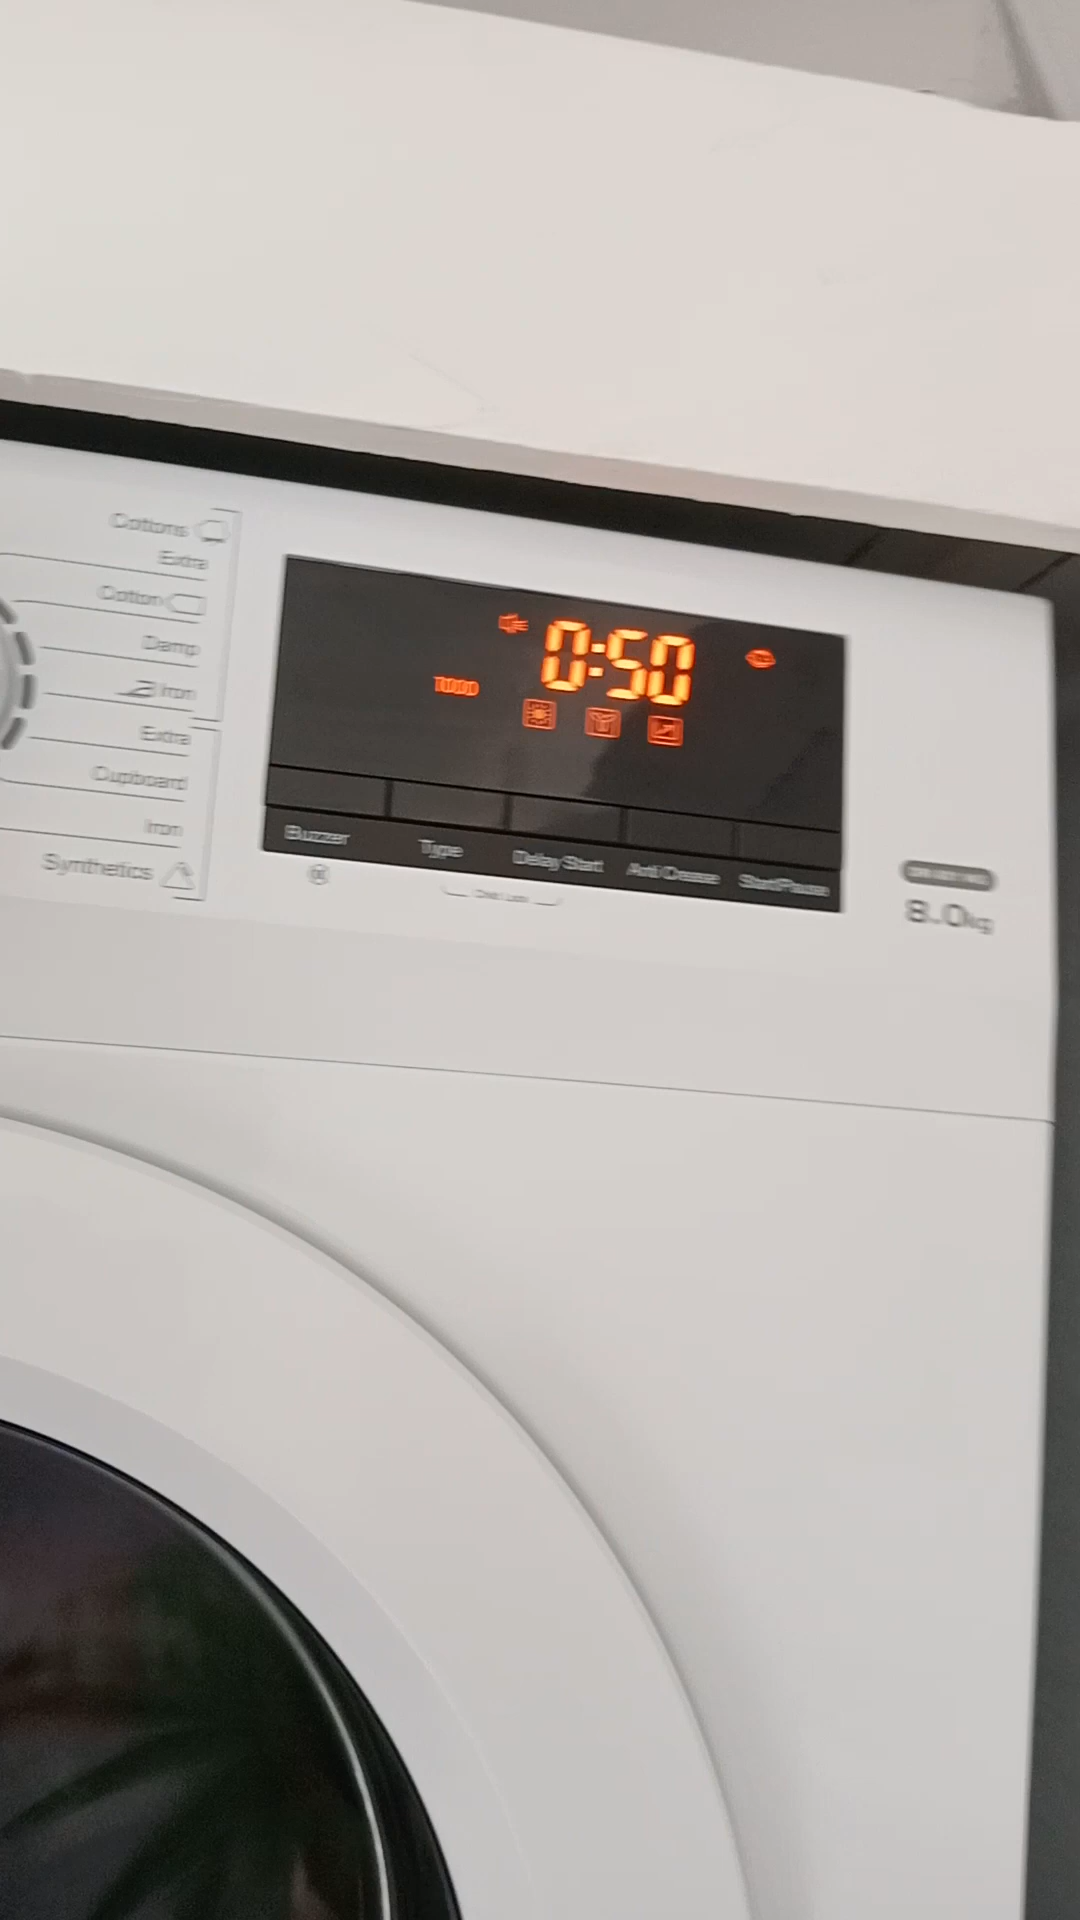 Cottons
Extra
Cotton
Damp
Iron
Extra
Cupboard
Iron
Synthetics
0:50
Buzzer
Type
Delay Start
Anti Crease
Start/Pause
8.0kg